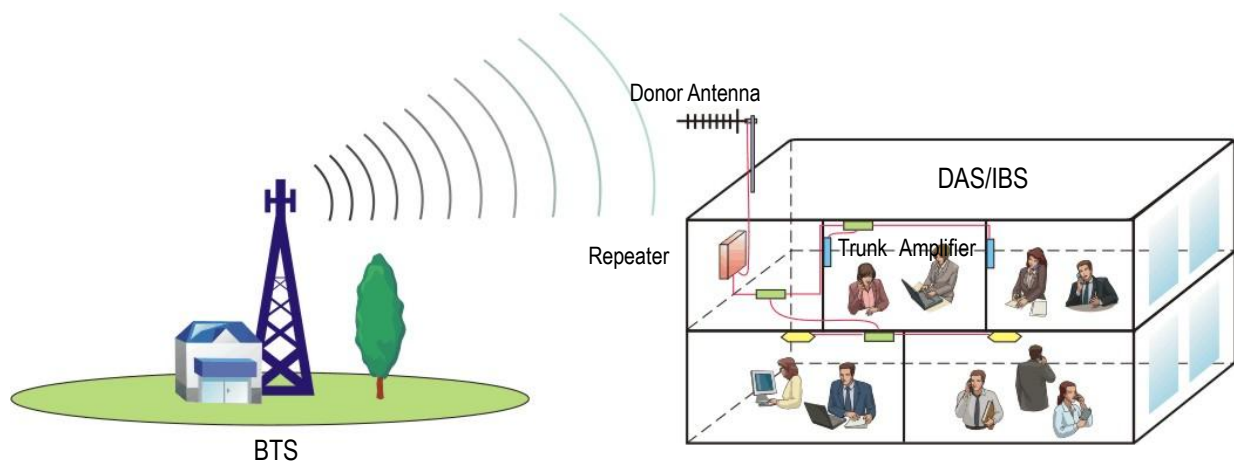 Donor Antenna
DAS/IBS
Repeater
Trunk Amplifier
BTS